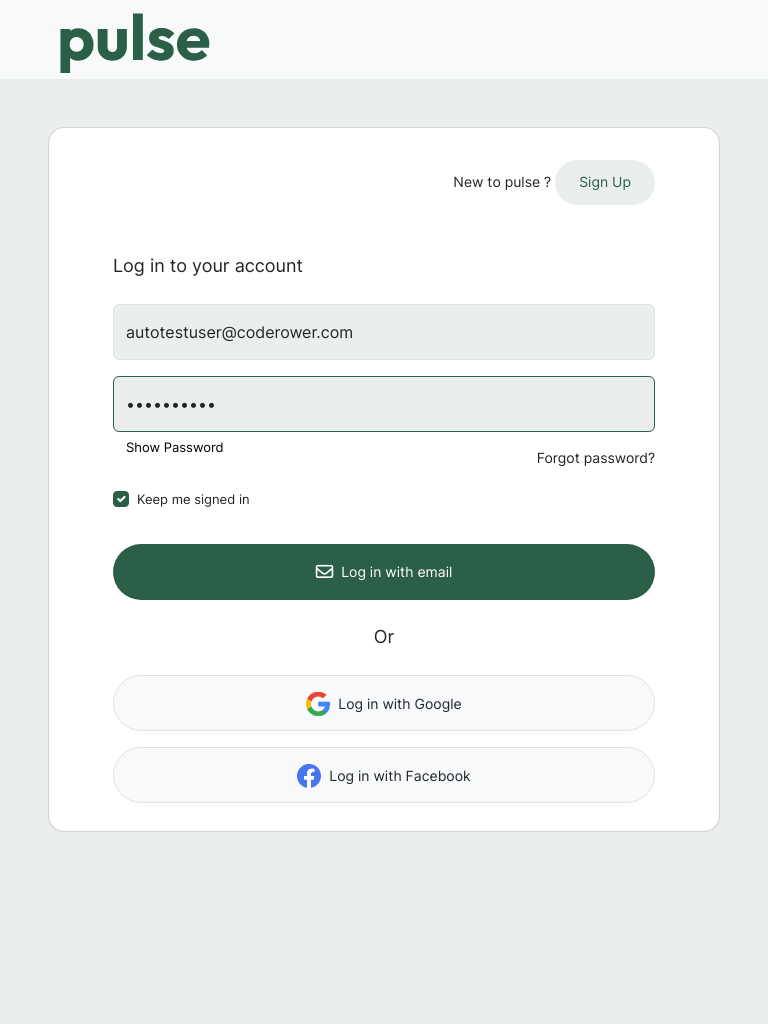 pulse
New to pulse ? Sign Up
Log in to your account
autotestuser@coderower.com
••••••••••
Show Password
Forgot password?
Keep me signed in
Log in with email
Or
Log in with Google
Log in with Facebook